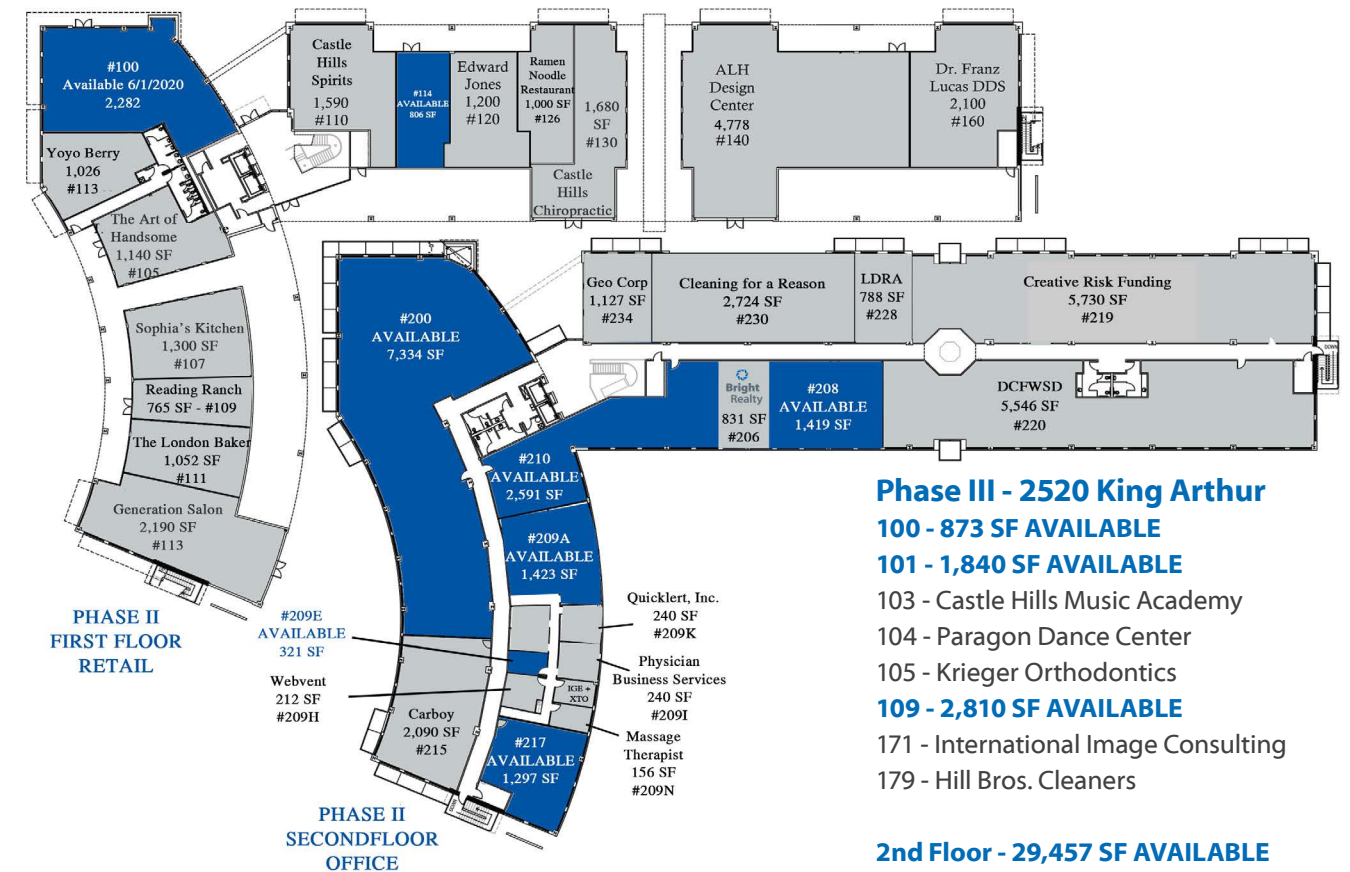 #100
Available 6/1/2020
2,282
Yoyo Berry
1,026
#113
The Art of
Handsome
1,140 SF
#105
Sophia's Kitchen
1,300 SF
#107
Reading Ranch
765 SF - #109
The London Baker
1,052 SF
#111
Generation Salon
2,190 SF
#113
PHASE II
FIRST FLOOR
RETAIL
Castle
Hills
Spirits
1,590
#110
#114
AVAILABLE
806 SF
Edward
Jones
1,200
#120
Ramen
Noodle
Restaurant
1,000 SF
#126
1,680
SF
#130
Castle
Hills
Chiropractic
ALH
Design
Center
4,778
#140
Dr. Franz
Lucas DDS
2,100
#160
#200
AVAILABLE
7,334 SF
Geo Corp
1,127 SF
#234
Cleaning for a Reason
2,724 SF
#230
LDRA
788 SF
#228
Creative Risk Funding
5,730 SF
#219
DOWN
Bright
Realty
831 SF
#206
#208
AVAILABLE
1,419 SF
DCFWSD
5,546 SF
#220
#210
AVAILABLE
2,591 SF
#209A
AVAILABLE
1,423 SF
#209E
AVAILABLE
321 SF
Webvent
212 SF
#209H
Carboy
2,090 SF
#215
Quicklert, Inc.
240 SF
#209K
Physician
Business Services
240 SF
#209I
IGE +
XTO
Massage
Therapist
156 SF
#209N
#217
AVAILABLE
1,297 SF
DOWN
PHASE II
SECONDFLOOR
OFFICE
Phase III - 2520 King Arthur
100 - 873 SF AVAILABLE
101 - 1,840 SF AVAILABLE
103 - Castle Hills Music Academy
104 - Paragon Dance Center
105 - Krieger Orthodontics
109 - 2,810 SF AVAILABLE
171 - International Image Consulting
179 - Hill Bros. Cleaners
2nd Floor - 29,457 SF AVAILABLE